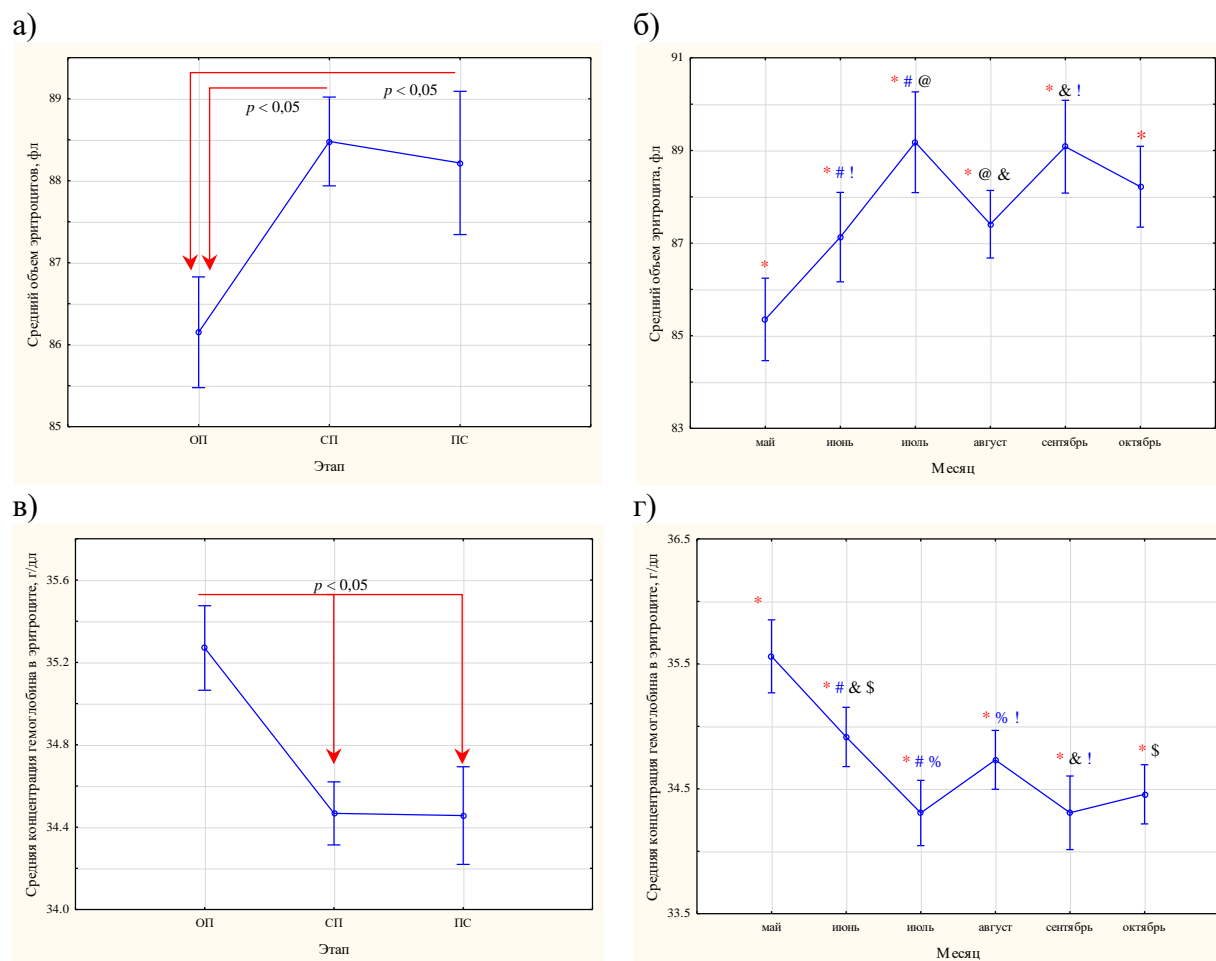 а)
Средний объем эритроцитов, фл
89
88
87
86
85
p < 0,05
p < 0,05
ОП СП ПС
Этап
б)
Средний объем эритроцита, фл
91
89
87
85
83
*
* # !
* # @
* @ &
* & !
*
май июнь июль август сентябрь октябрь
Месяц
в)
Средняя концентрация гемоглобина в эритроците, г/дл
35.6
35.2
34.8
34.4
34.0
p < 0,05
ОП СП ПС
Этап
г)
Средняя концентрация гемоглобина в эритроците, г/дл
36.5
35.5
34.5
33.5
*
* # & $
* # %
* % !
* & !
* $
май июнь июль август сентябрь октябрь
Месяц